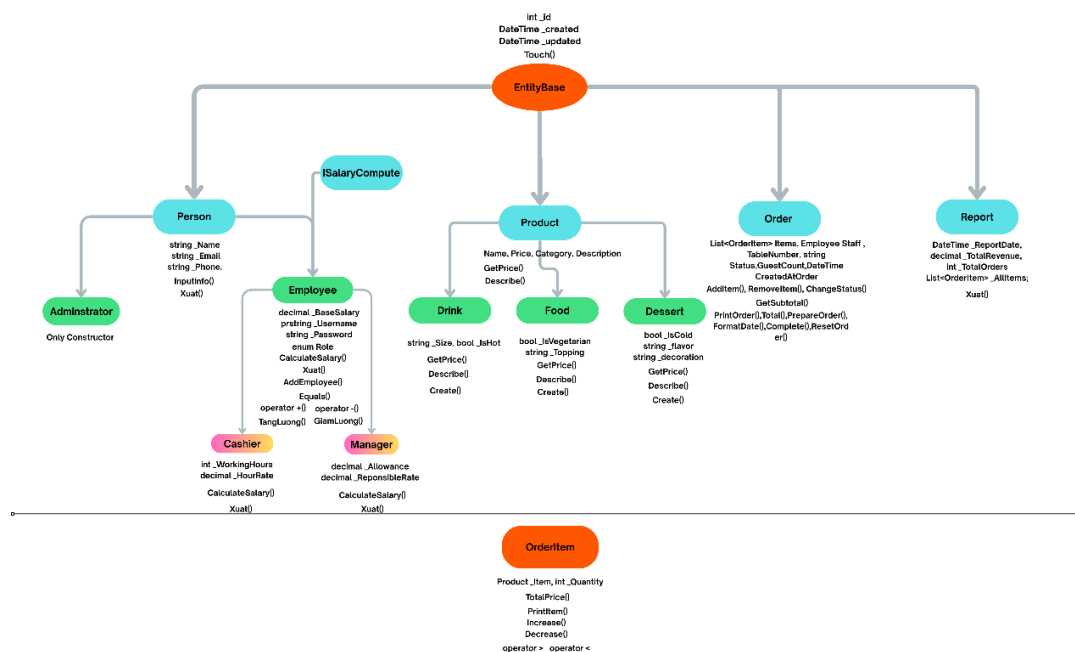 int _id
DateTime _created
DateTime _updated
Touch()
EntityBase
ISalaryCompute
Person
string _Name
string _Email
string _Phone.
InputInfo()
Xuat()
Adminstrator
Only Constructor
Employee
decimal _BaseSalary
prstring _Username
string _Password
enum Role
CalculateSalary()
Xuat()
AddEmployee()
Equals()
operator +() operator -()
TangLuong() GiamLuong()
Cashier
int _WorkingHours
decimal _HourRate
CalculateSalary()
Xuat()
Manager
decimal _Allowance
decimal _ReponsibleRate
CalculateSalary()
Xuat()
Product
Name, Price, Category, Description
GetPrice()
Describe()
Drink
string _Size, bool _IsHot
GetPrice()
Describe()
Create()
Food
bool _IsVegetarian
string _Topping
GetPrice()
Describe()
Create()
Dessert
bool _IsCold
string _flavor
string _decoration
GetPrice()
Describe()
Create()
Order
List<OrderItem> Items, Employee Staff ,
TableNumber, string
Status,GuestCount,DateTime
CreatedAtOrder
AddItem(), RemoveItem(), ChangeStatus()
GetSubtotal()
PrintOrder(),Total(),PrepareOrder(),
FormatDate(),Complete(),ResetOrd
er()
Report
DateTime _ReportDate,
decimal _TotalRevenue,
int _TotalOrders
List<OrderItem> _AllItems;
Xuat()
OrderItem
Product _Item, int _Quantity
TotalPrice()
PrintItem()
Increase()
Decrease()
operator > operator <